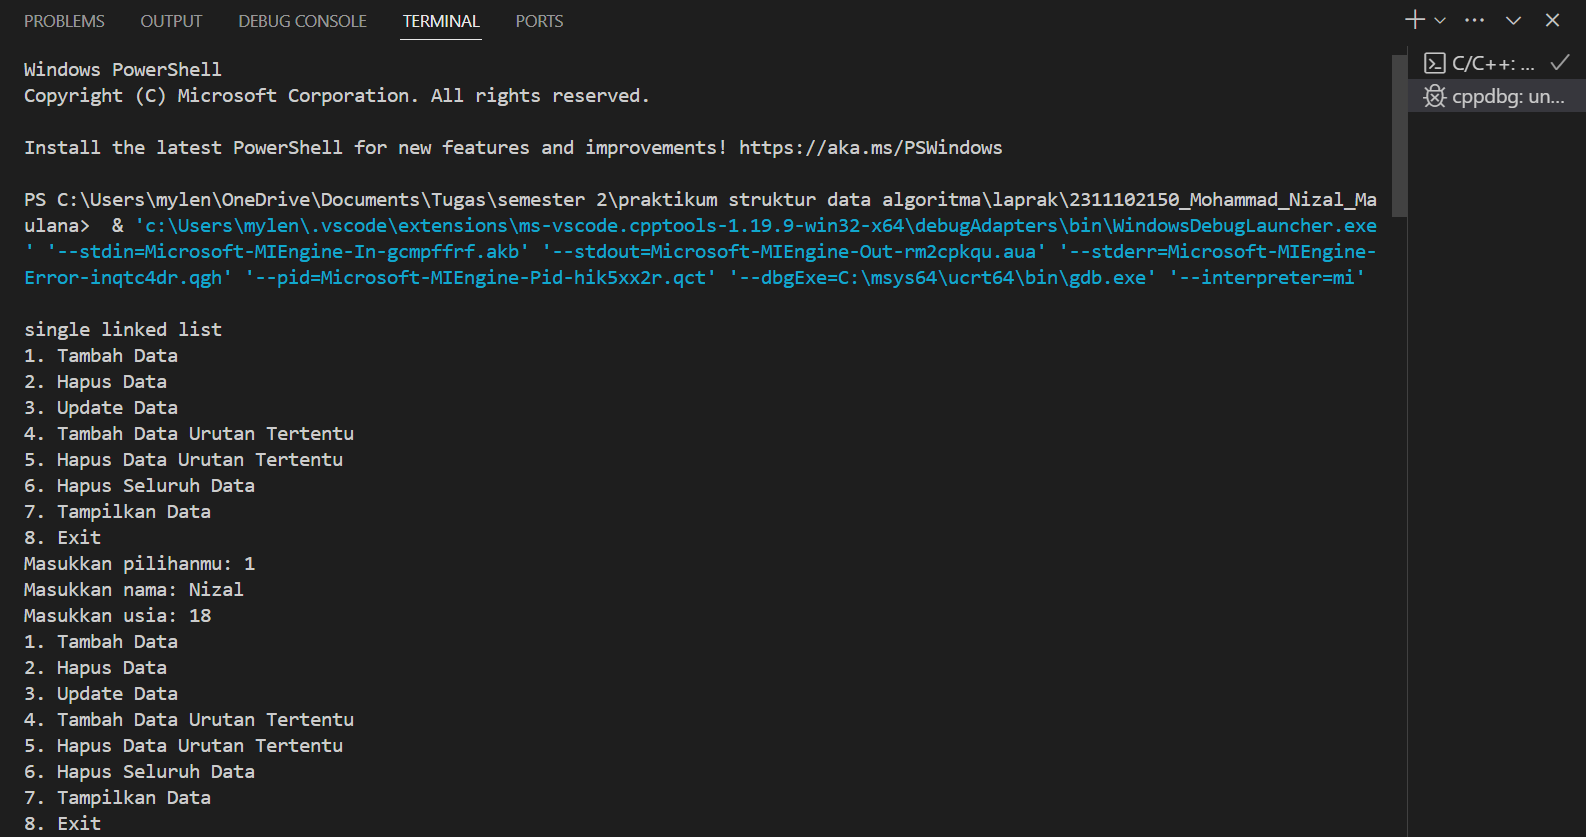 PROBLEMS OUTPUT DEBUG CONSOLE TERMINAL PORTS
Windows PowerShell
Copyright (C) Microsoft Corporation. All rights reserved.
Install the latest PowerShell for new features and improvements! https://aka.ms/PSWindows
PS C:\Users\mylen\OneDrive\Documents\Tugas\semester 2\praktikum struktur data algoritma\laprak\2311102150_Mohammad_Nizal_Ma
ulana>  & 'c:\Users\mylen\.vscode\extensions\ms-vscode.cpptools-1.19.9-win32-x64\debugAdapters\bin\WindowsDebugLauncher.exe
' '--stdin=Microsoft-MIEngine-In-gcmpffrf.akb' '--stdout=Microsoft-MIEngine-Out-rm2cpkqu.aua' '--stderr=Microsoft-MIEngine-
Error-inqtc4dr.qgh' '--pid=Microsoft-MIEngine-Pid-hik5xx2r.qct' '--dbgExe=C:\msys64\ucrt64\bin\gdb.exe' '--interpreter=mi'
single linked list
1. Tambah Data
2. Hapus Data
3. Update Data
4. Tambah Data Urutan Tertentu
5. Hapus Data Urutan Tertentu
6. Hapus Seluruh Data
7. Tampilkan Data
8. Exit
Masukkan pilihanmu: 1
Masukkan nama: Nizal
Masukkan usia: 18
1. Tambah Data
2. Hapus Data
3. Update Data
4. Tambah Data Urutan Tertentu
5. Hapus Data Urutan Tertentu
6. Hapus Seluruh Data
7. Tampilkan Data
8. Exit
C/C++: ...
cppdbg: un...